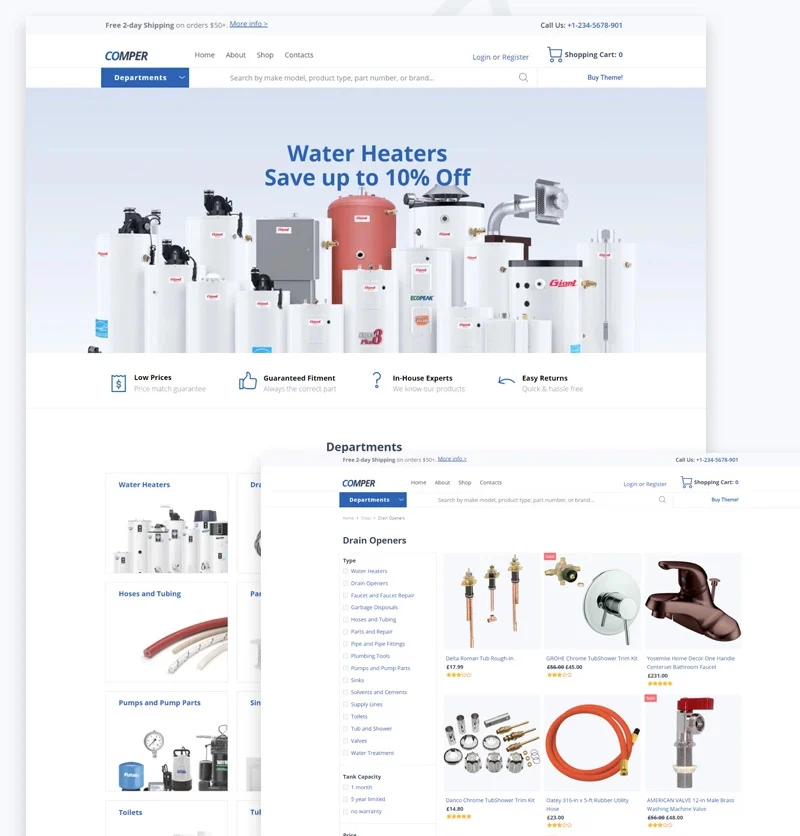 Free 2-day Shipping on orders $50+. More info >
Call Us: +1-234-5678-901
COMPER
Home About Shop Contacts
Login or Register
Shopping Cart: 0
Departments
Search by make model, product type, part number, or brand...
Buy Theme!
Water Heaters
Save up to 10% Off
Giant
ECOPEAK
Giant
Low Prices
Price match guarantee
Guaranteed Fitment
Always the correct part
In-House Experts
We know our products
Easy Returns
Quick & hassle free
Departments
Water Heaters
Hoses and Tubing
Pumps and Pump Parts
Toilets
Free 2-day Shipping on orders $50+. More info >
Call Us: +1-234-5678-901
COMPER
Home About Shop Contacts
Login or Register
Shopping Cart: 0
Departments
Search by make model, product type, part number, or brand...
Buy Theme!
Home > Shop > Drain Openers
Drain Openers
Type
Water Heaters
Drain Openers
Faucet and Faucet Repair
Garbage Disposals
Hoses and Tubing
Parts and Repair
Pipe and Pipe Fittings
Plumbing Tools
Pumps and Pump Parts
Sinks
Solvents and Cements
Supply Lines
Toilets
Tub and Shower
Valves
Water Treatment
Tank Capacity
1 month
5 year limited
no warranty
Price
Delta Roman Tub Rough-In
£17.99
Sale
GROHE Chrome TubShower Trim Kit
£56.00 £45.00
Yosemite Home Decor One Handle
Centerset Bathroom Faucet
£231.00
Danco Chrome TubShower Trim Kit
£14.80
Oatey 316-in x 5-ft Rubber Utility
Hose
£23.00
Sale
AMERICAN VALVE 12-in Male Brass
Washing Machine Valve
£56.00 £48.00